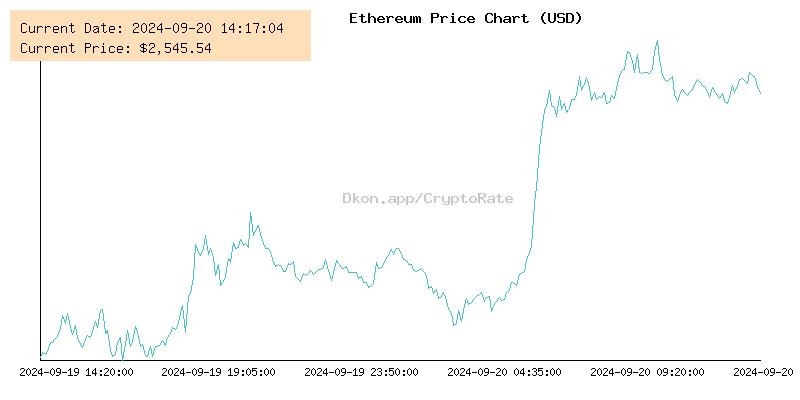 Ethereum Price Chart (USD)
Current Date: 2024-09-20 14:17:04
Current Price: $2,545.54
Dkon.app/CryptoRate
2024-09-19 14:20:00 2024-09-19 19:05:00 2024-09-19 23:50:00 2024-09-20 04:35:00 2024-09-20 09:20:00 2024-09-20